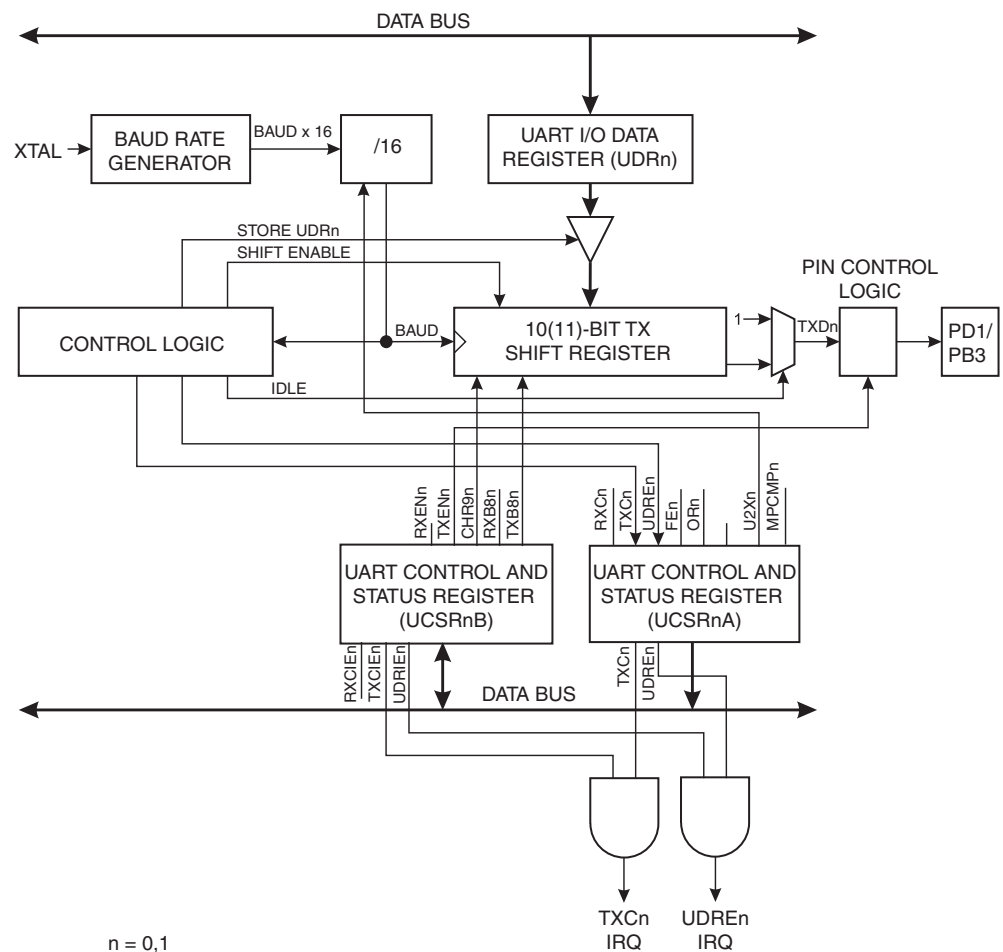 DATA BUS
XTAL
BAUD RATE
GENERATOR
BAUD x 16
/16
UART I/O DATA
REGISTER (UDRn)
STORE UDRn
SHIFT ENABLE
PIN CONTROL
LOGIC
CONTROL LOGIC
BAUD
10(11)-BIT TX
SHIFT REGISTER
1
TXDn
PD1/
PB3
IDLE
RXENn
TXENn
CHR9n
RXB8n
TXB8n
RXCn
TXCn
UDREn
FEn
ORn
U2Xn
MPCMPn
UART CONTROL AND
STATUS REGISTER
(UCSRnB)
UART CONTROL AND
STATUS REGISTER
(UCSRnA)
RXCIEn
TXCIEn
UDRIEn
TXCn
UDREn
DATA BUS
TXCn
IRQ
UDREn
IRQ
n = 0,1